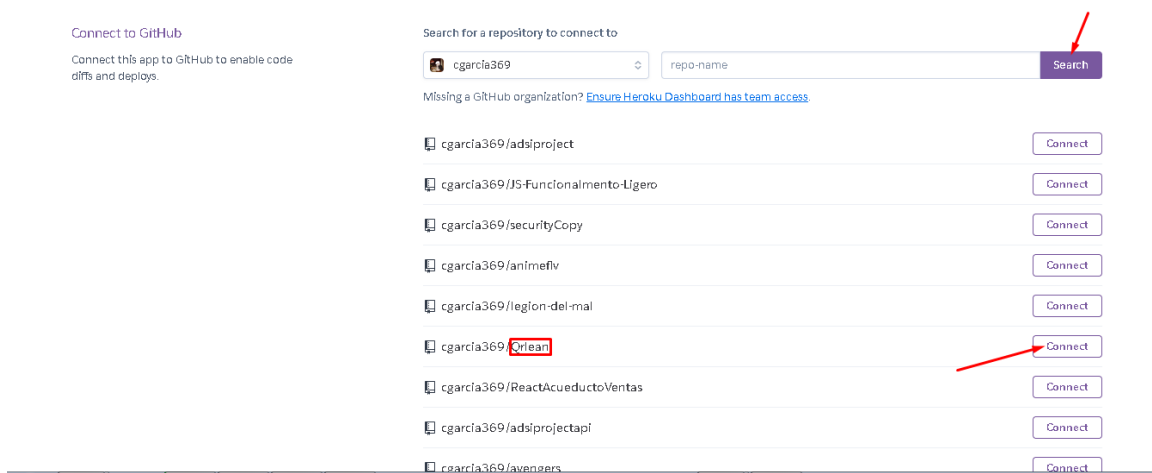 Connect to GitHub
Connect this app to GitHub to enable code
diffs and deploys.
Search for a repository to connect to
cgarcia369
repo-name
Search
Missing a GitHub organization? Ensure Heroku Dashboard has team access.
cgarcia369/adsiproject Connect
cgarcia369/JS-Funcionalmento-Ligero Connect
cgarcia369/securityCopy Connect
cgarcia369/animeflv Connect
cgarcia369/legion-del-mal Connect
cgarcia369/Qrlean Connect
cgarcia369/ReactAcueductoVentas Connect
cgarcia369/adsiprojectapi Connect
cgarcia369/avengers Connect